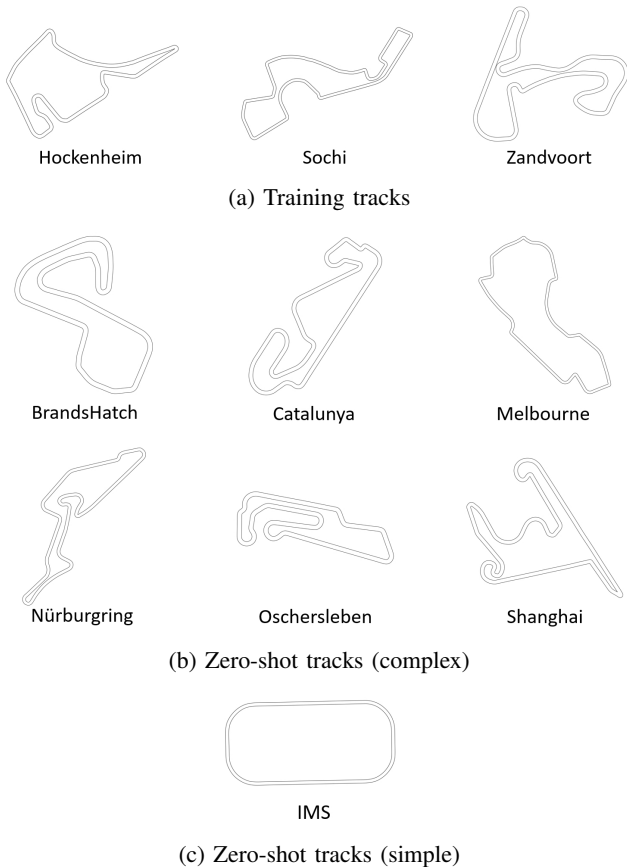 Hockenheim Sochi Zandvoort
(a) Training tracks
BrandsHatch Catalunya Melbourne
Nürburgring Oschersleben Shanghai
(b) Zero-shot tracks (complex)
IMS
(c) Zero-shot tracks (simple)